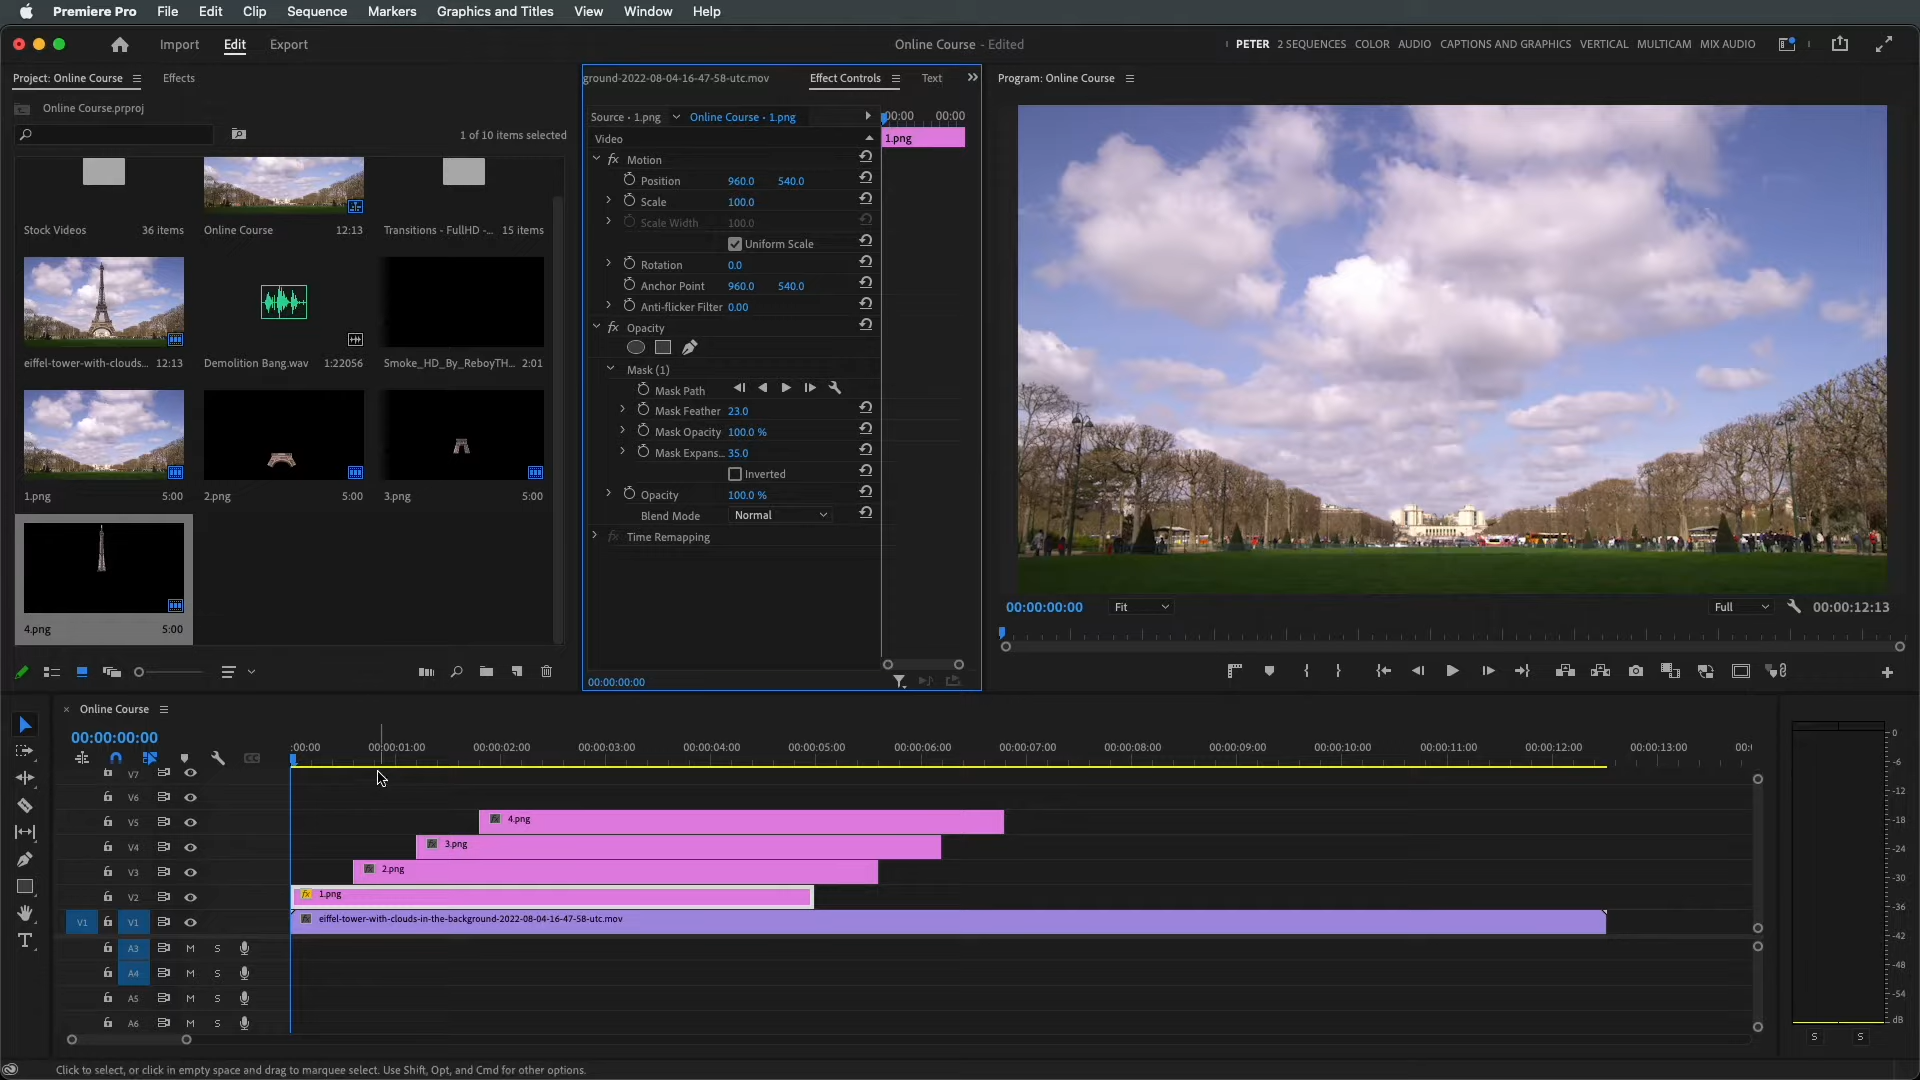 Premiere Pro File Edit Clip Sequence Markers Graphics and Titles View Window Help
Import Edit Export
Online Course - Edited
PETER 2 SEQUENCES COLOR AUDIO CAPTIONS AND GRAPHICS VERTICAL MULTICAM MIX AUDIO
Project: Online Course Effects
Online Course.prproj
1 of 10 items selected
Stock Videos 36 items
Online Course 12:13
Transitions - FullHD -... 15 items
eiffel-tower-with-clouds... 12:13
Demolition Bang.wav 1:22056
Smoke_HD_By_ReboyTH... 2:01
1.png 5:00
2.png 5:00
3.png 5:00
4.png 5:00
ground-2022-08-04-16-47-58-utc.mov Effect Controls Text
Source • 1.png Online Course • 1.png
:00:00 00:00
Video
1.png
fx Motion
Position 960.0 540.0
Scale 100.0
Scale Width 100.0
Uniform Scale
Rotation 0.0
Anchor Point 960.0 540.0
Anti-flicker Filter 0.00
fx Opacity
Mask (1)
Mask Path
Mask Feather 23.0
Mask Opacity 100.0 %
Mask Expans... 35.0
Inverted
Opacity 100.0 %
Blend Mode Normal
fx Time Remapping
00:00:00:00
Program: Online Course
00:00:00:00 Fit Full 00:00:12:13
Online Course
00:00:00:00
:00:00 00:00:01:00 00:00:02:00 00:00:03:00 00:00:04:00 00:00:05:00 00:00:06:00 00:00:07:00 00:00:08:00 00:00:09:00 00:00:10:00 00:00:11:00 00:00:12:00 00:00:13:00 00:
CC
V7
V6
V5 4.png
V4 3.png
V3 2.png
V2 fx 1.png
V1 V1 eiffel-tower-with-clouds-in-the-background-2022-08-04-16-47-58-utc.mov
A3 M S
A4 M S
A5 M S
A6 M S
0
-6
-12
-18
-24
-30
-36
-42
-48
-54
dB
S S
Click to select, or click in empty space and drag to marquee select. Use Shift, Opt, and Cmd for other options.